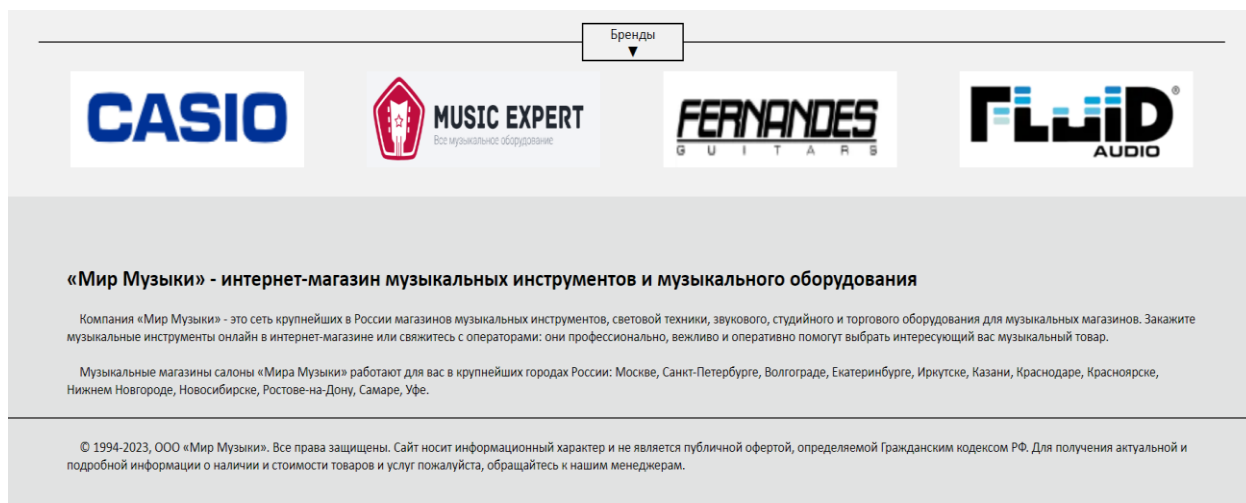 Бренды
▼
CASIO
MUSIC EXPERT
Все музыкальное оборудование
FERNANDES
GUITARS
FLUID®
AUDIO
«Мир Музыки» - интернет-магазин музыкальных инструментов и музыкального оборудования
Компания «Мир Музыки» - это сеть крупнейших в России магазинов музыкальных инструментов, световой техники, звукового, студийного и торгового оборудования для музыкальных магазинов. Закажите
музыкальные инструменты онлайн в интернет-магазине или свяжитесь с операторами: они профессионально, вежливо и оперативно помогут выбрать интересующий вас музыкальный товар.
Музыкальные магазины салоны «Мира Музыки» работают для вас в крупнейших городах России: Москве, Санкт-Петербурге, Волгограде, Екатеринбурге, Иркутске, Казани, Краснодаре, Красноярске,
Нижнем Новгороде, Новосибирске, Ростове-на-Дону, Самаре, Уфе.
© 1994-2023, ООО «Мир Музыки». Все права защищены. Сайт носит информационный характер и не является публичной офертой, определяемой Гражданским кодексом РФ. Для получения актуальной и
подробной информации о наличии и стоимости товаров и услуг пожалуйста, обращайтесь к нашим менеджерам.